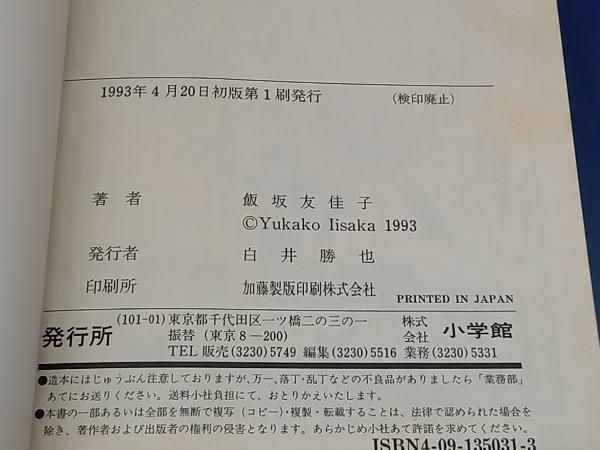 1993年4月20日初版第1刷発行 (検印廃止)
著者 飯坂友佳子
©Yukako Iisaka 1993
発行者 白井勝也
印刷所 加藤製版印刷株式会社 PRINTED IN JAPAN
発行所 (101-01)東京都千代田区一ツ橋二の三の一 株式会社 小学館
振替(東京8-200)
TEL 販売(3230)5749 編集(3230)5516 業務(3230)5331
●造本にはじゅうぶん注意しておりますが、万一、落丁・乱丁などの不良品がありましたら「業務部」
あてにお送りください。送料小社負担にて、おとりかえいたします。
●本書の一部あるいは全部を無断で複写(コピー)・複製・転載することは、法律で認められた場合を
除き、著作者および出版者の権利の侵害となります。あらかじめ小社あて許諾を求めてください。
ISBN4-09-135031-3